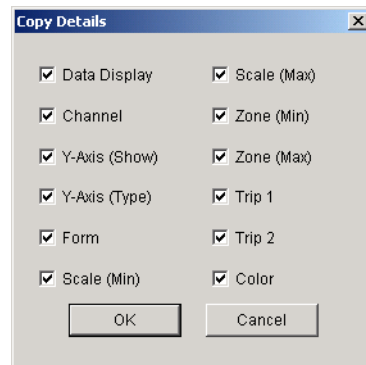 Copy Details
Data Display
Scale (Max)
Channel
Zone (Min)
Y-Axis (Show)
Zone (Max)
Y-Axis (Type)
Trip 1
Form
Trip 2
Scale (Min)
Color
OK
Cancel